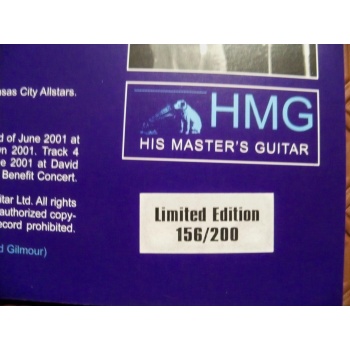 sas City Allstars.
HMG
HIS MASTER'S GUITAR
d of June 2001 at
n 2001. Track 4
e 2001 at David
Benefit Concert.
itar Ltd. All rights
authorized copy-
ecord prohibited.
d Gilmour)
Limited Edition
156/200